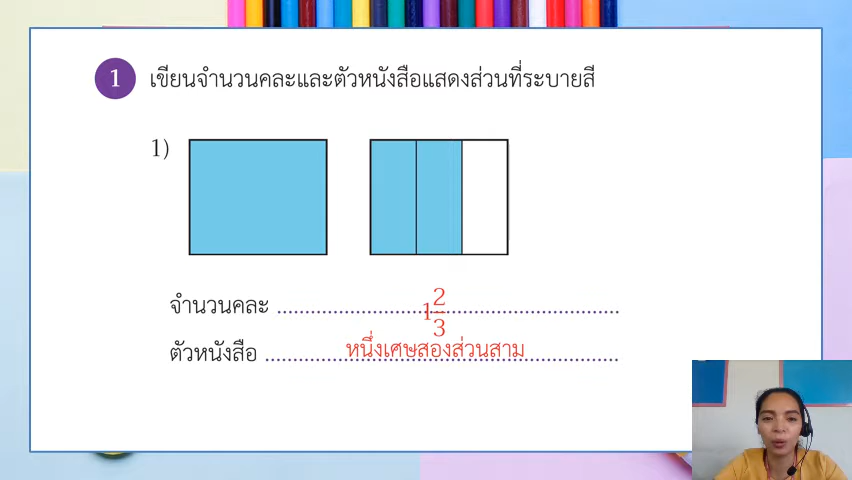 1 เขียนจำนวนคละและตัวหนังสือแสดงส่วนที่ระบายสี
1)
จำนวนคละ ............ 1 2/3 ............
ตัวหนังสือ ............ หนึ่งเศษสองส่วนสาม ............